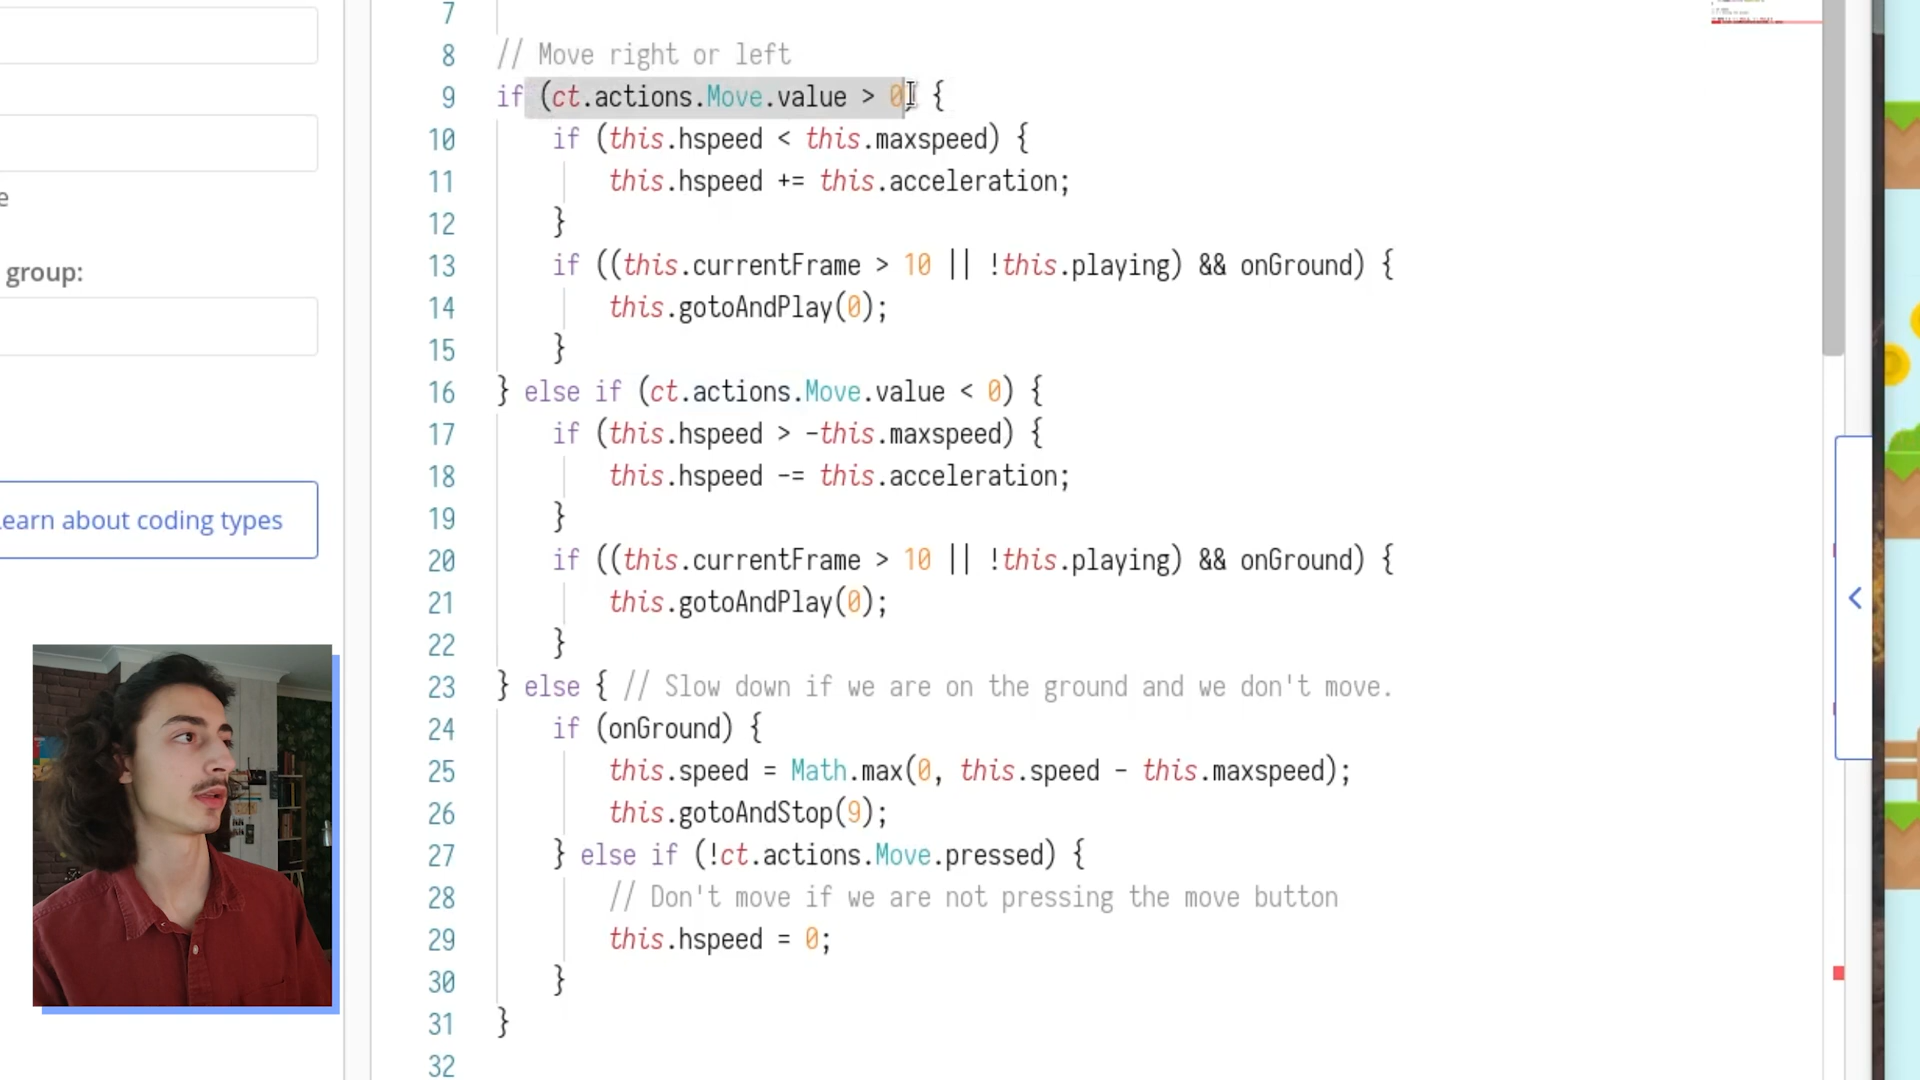 7
8 // Move right or left
9 if (ct.actions.Move.value > 0) {
10 if (this.hspeed < this.maxspeed) {
11 this.hspeed += this.acceleration;
12 }
13 if ((this.currentFrame > 10 || !this.playing) && onGround) {
14 this.gotoAndPlay(0);
15 }
16 } else if (ct.actions.Move.value < 0) {
17 if (this.hspeed > -this.maxspeed) {
18 this.hspeed -= this.acceleration;
19 }
20 if ((this.currentFrame > 10 || !this.playing) && onGround) {
21 this.gotoAndPlay(0);
22 }
23 } else { // Slow down if we are on the ground and we don't move.
24 if (onGround) {
25 this.speed = Math.max(0, this.speed - this.maxspeed);
26 this.gotoAndStop(9);
27 } else if (!ct.actions.Move.pressed) {
28 // Don't move if we are not pressing the move button
29 this.hspeed = 0;
30 }
31 }
32
e
group:
Learn about coding types